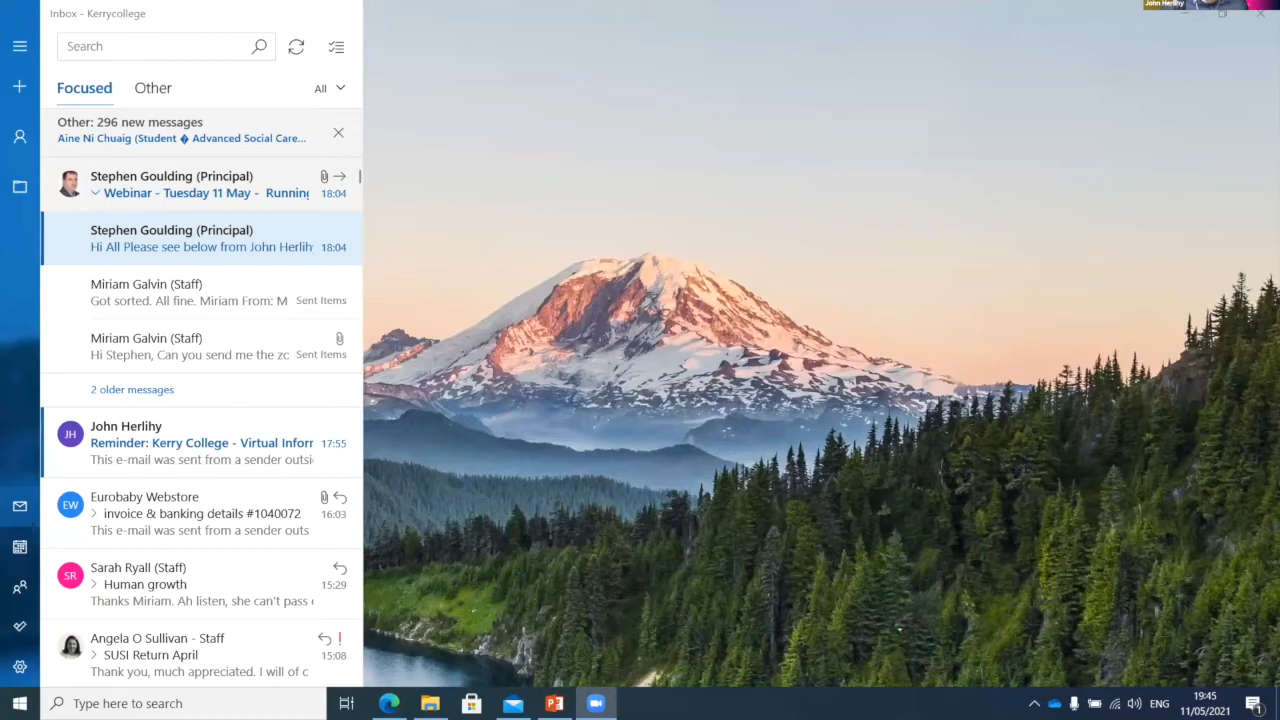 John Herlihy
Inbox - Kerrycollege
Search
Focused
Other
All
Other: 296 new messages
Aine Ni Chuaig (Student � Advanced Social Care...
Stephen Goulding (Principal)
Webinar - Tuesday 11 May - Running
18:04
Stephen Goulding (Principal)
Hi All Please see below from John Herlih
18:04
Miriam Galvin (Staff)
Got sorted. All fine. Miriam From: M
Sent Items
Miriam Galvin (Staff)
Hi Stephen, Can you send me the zc
Sent Items
2 older messages
JH
John Herlihy
Reminder: Kerry College - Virtual Inforr
17:55
This e-mail was sent from a sender outsi
EW
Eurobaby Webstore
invoice & banking details #1040072
16:03
This e-mail was sent from a sender outs
SR
Sarah Ryall (Staff)
Human growth
15:29
Thanks Miriam. Ah listen, she can't pass
Angela O Sullivan - Staff
SUSI Return April
15:08
Thank you, much appreciated. I will of c
Type here to search
ENG
19:45
11/05/2021
1